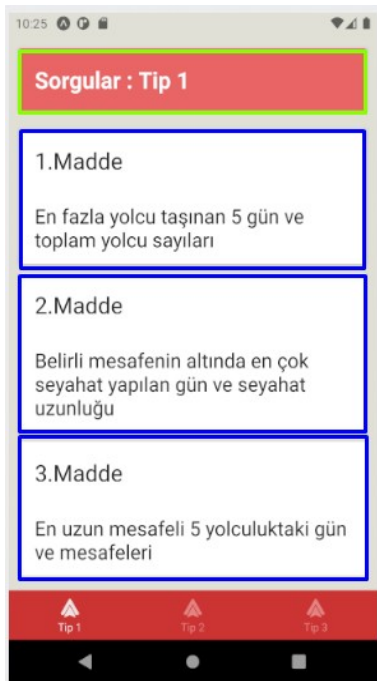 10:25
Sorgular : Tip 1
1.Madde
En fazla yolcu taşınan 5 gün ve
toplam yolcu sayıları
2.Madde
Belirli mesafenin altında en çok
seyahat yapılan gün ve seyahat
uzunluğu
3.Madde
En uzun mesafeli 5 yolculuktaki gün
ve mesafeleri
Tip 1 Tip 2 Tip 3